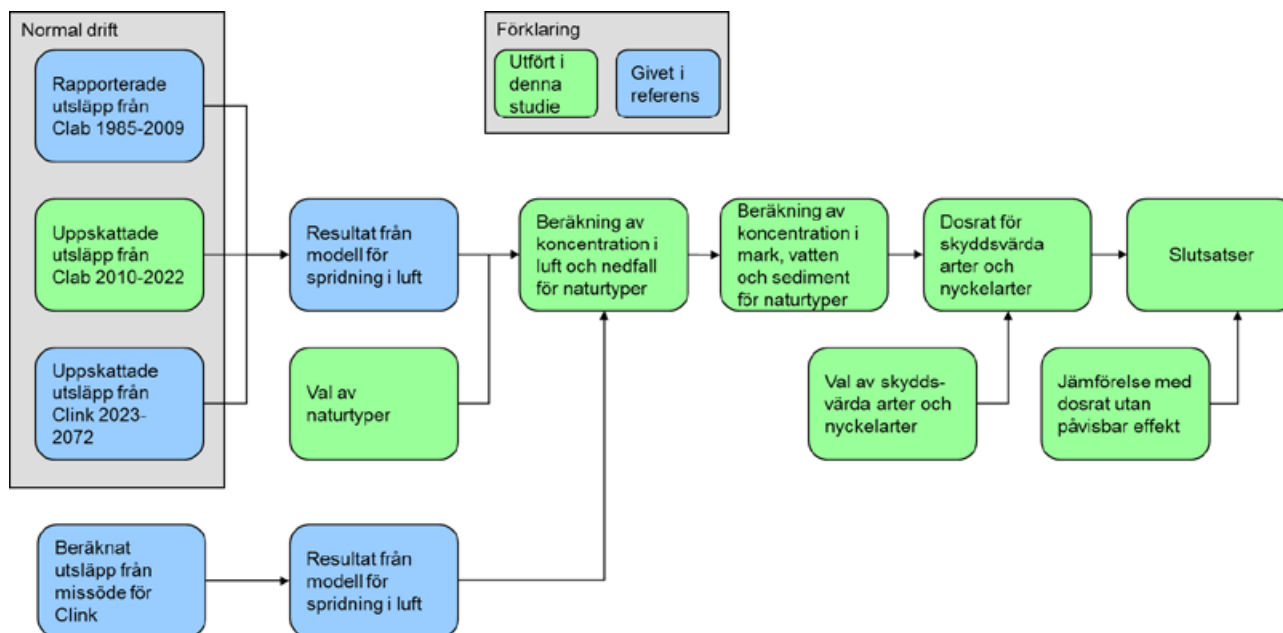 Normal drift
Rapporterade
utsläpp från
Clab 1985-2009
Förklaring
Utfört i
denna
studie
Givet i
referens
Uppskattade
utsläpp från
Clab 2010-2022
Resultat från
modell för
spridning i luft
Beräkning av
koncentration i
luft och nedfall
för naturtyper
Beräkning av
koncentration i
mark, vatten
och sediment
för naturtyper
Dosrat för
skyddsvärda
arter och
nyckelarter
Slutsatser
Uppskattade
utsläpp från
Clink 2023-
2072
Val av
naturtyper
Val av skydds-
värda arter och
nyckelarter
Jämförelse med
dosrat utan
påvisbar effekt
Beräknat
utsläpp från
missöde för
Clink
Resultat från
modell för
spridning i luft